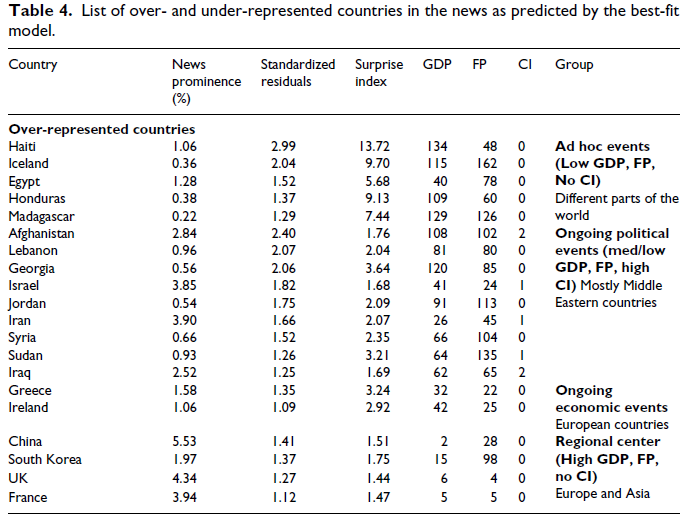 Table 4. List of over- and under-represented countries in the news as predicted by the best-fit
model.
Country News Standardized Surprise GDP FP CI Group
prominence residuals index
(%)
Over-represented countries
Haiti 1.06 2.99 13.72 134 48 0 Ad hoc events
Iceland 0.36 2.04 9.70 115 162 0 (Low GDP, FP,
Egypt 1.28 1.52 5.68 40 78 0 No CI)
Honduras 0.38 1.37 9.13 109 60 0 Different parts of the
Madagascar 0.22 1.29 7.44 129 126 0 world
Afghanistan 2.84 2.40 1.76 108 102 2 Ongoing political
Lebanon 0.96 2.07 2.04 81 80 0 events (med/low
Georgia 0.56 2.06 3.64 120 85 0 GDP, FP, high
Israel 3.85 1.82 1.68 41 24 1 CI) Mostly Middle
Jordan 0.54 1.75 2.09 91 113 0 Eastern countries
Iran 3.90 1.66 2.07 26 45 1
Syria 0.66 1.52 2.35 66 104 0
Sudan 0.93 1.26 3.21 64 135 1
Iraq 2.52 1.25 1.69 62 65 2
Greece 1.58 1.35 3.24 32 22 0 Ongoing
Ireland 1.06 1.09 2.92 42 25 0 economic events
European countries
China 5.53 1.41 1.51 2 28 0 Regional center
South Korea 1.97 1.37 1.75 15 98 0 (High GDP, FP,
UK 4.34 1.27 1.44 6 4 0 no CI)
France 3.94 1.12 1.47 5 5 0 Europe and Asia